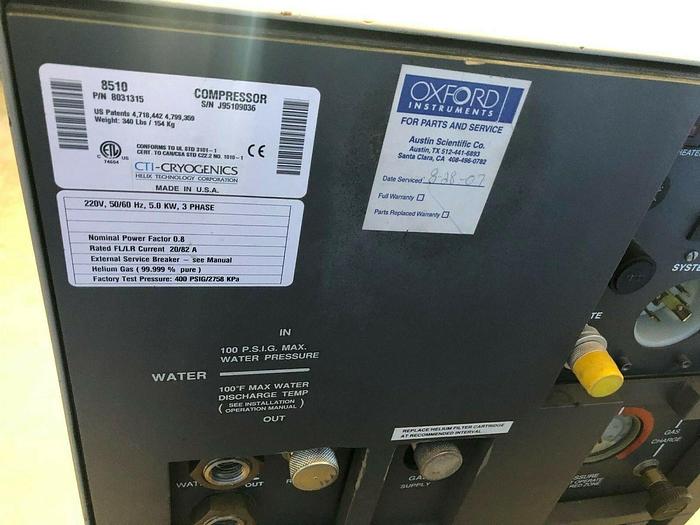 8510
P/N 8031315
COMPRESSOR
S/N J95109036
US Patents 4,718,442 4,799,359
Weight: 340 Lbs / 154 Kg
ETL
US
74664
CONFORMS TO UL STD 3101-1
CERT. TO CAN/CSA STD C22.2 NO. 1010-1
CE
CTI-CRYOGENICS
HELIX TECHNOLOGY CORPORATION
MADE IN U.S.A.
220V, 50/60 Hz, 5.0 KW, 3 PHASE
Nominal Power Factor 0.8
Rated FL/LR Current 20/82 A
External Service Breaker - see Manual
Helium Gas ( 99.999 % pure )
Factory Test Pressure: 400 PSIG/2758 KPa
OXFORD
INSTRUMENTS
FOR PARTS AND SERVICE
Austin Scientific Co.
Austin, TX 512-441-6893
Santa Clara, CA 408-496-0782
Date Serviced 8-28-07
Full Warranty
Parts Replaced Warranty
IN
100 P.S.I.G. MAX.
WATER PRESSURE
WATER
100°F MAX WATER
DISCHARGE TEMP
( SEE INSTALLATION
OPERATION MANUAL )
OUT
REPLACE HELIUM FILTER CARTRIDGE
AT RECOMMENDED INTERVAL.
OUT
GAS
SUPPLY
SYSTE
GAS
CHARGE